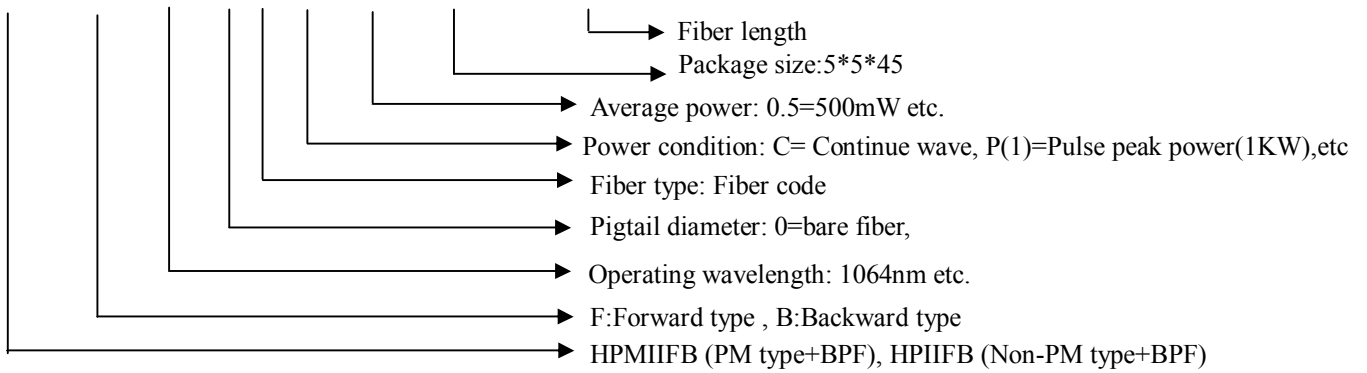 Fiber length
Package size:5*5*45
Average power: 0.5=500mW etc.
Power condition: C= Continue wave, P(1)=Pulse peak power(1KW),etc
Fiber type: Fiber code
Pigtail diameter: 0=bare fiber,
Operating wavelength: 1064nm etc.
F:Forward type , B:Backward type
HPMIIFB (PM type+BPF), HPIIFB (Non-PM type+BPF)